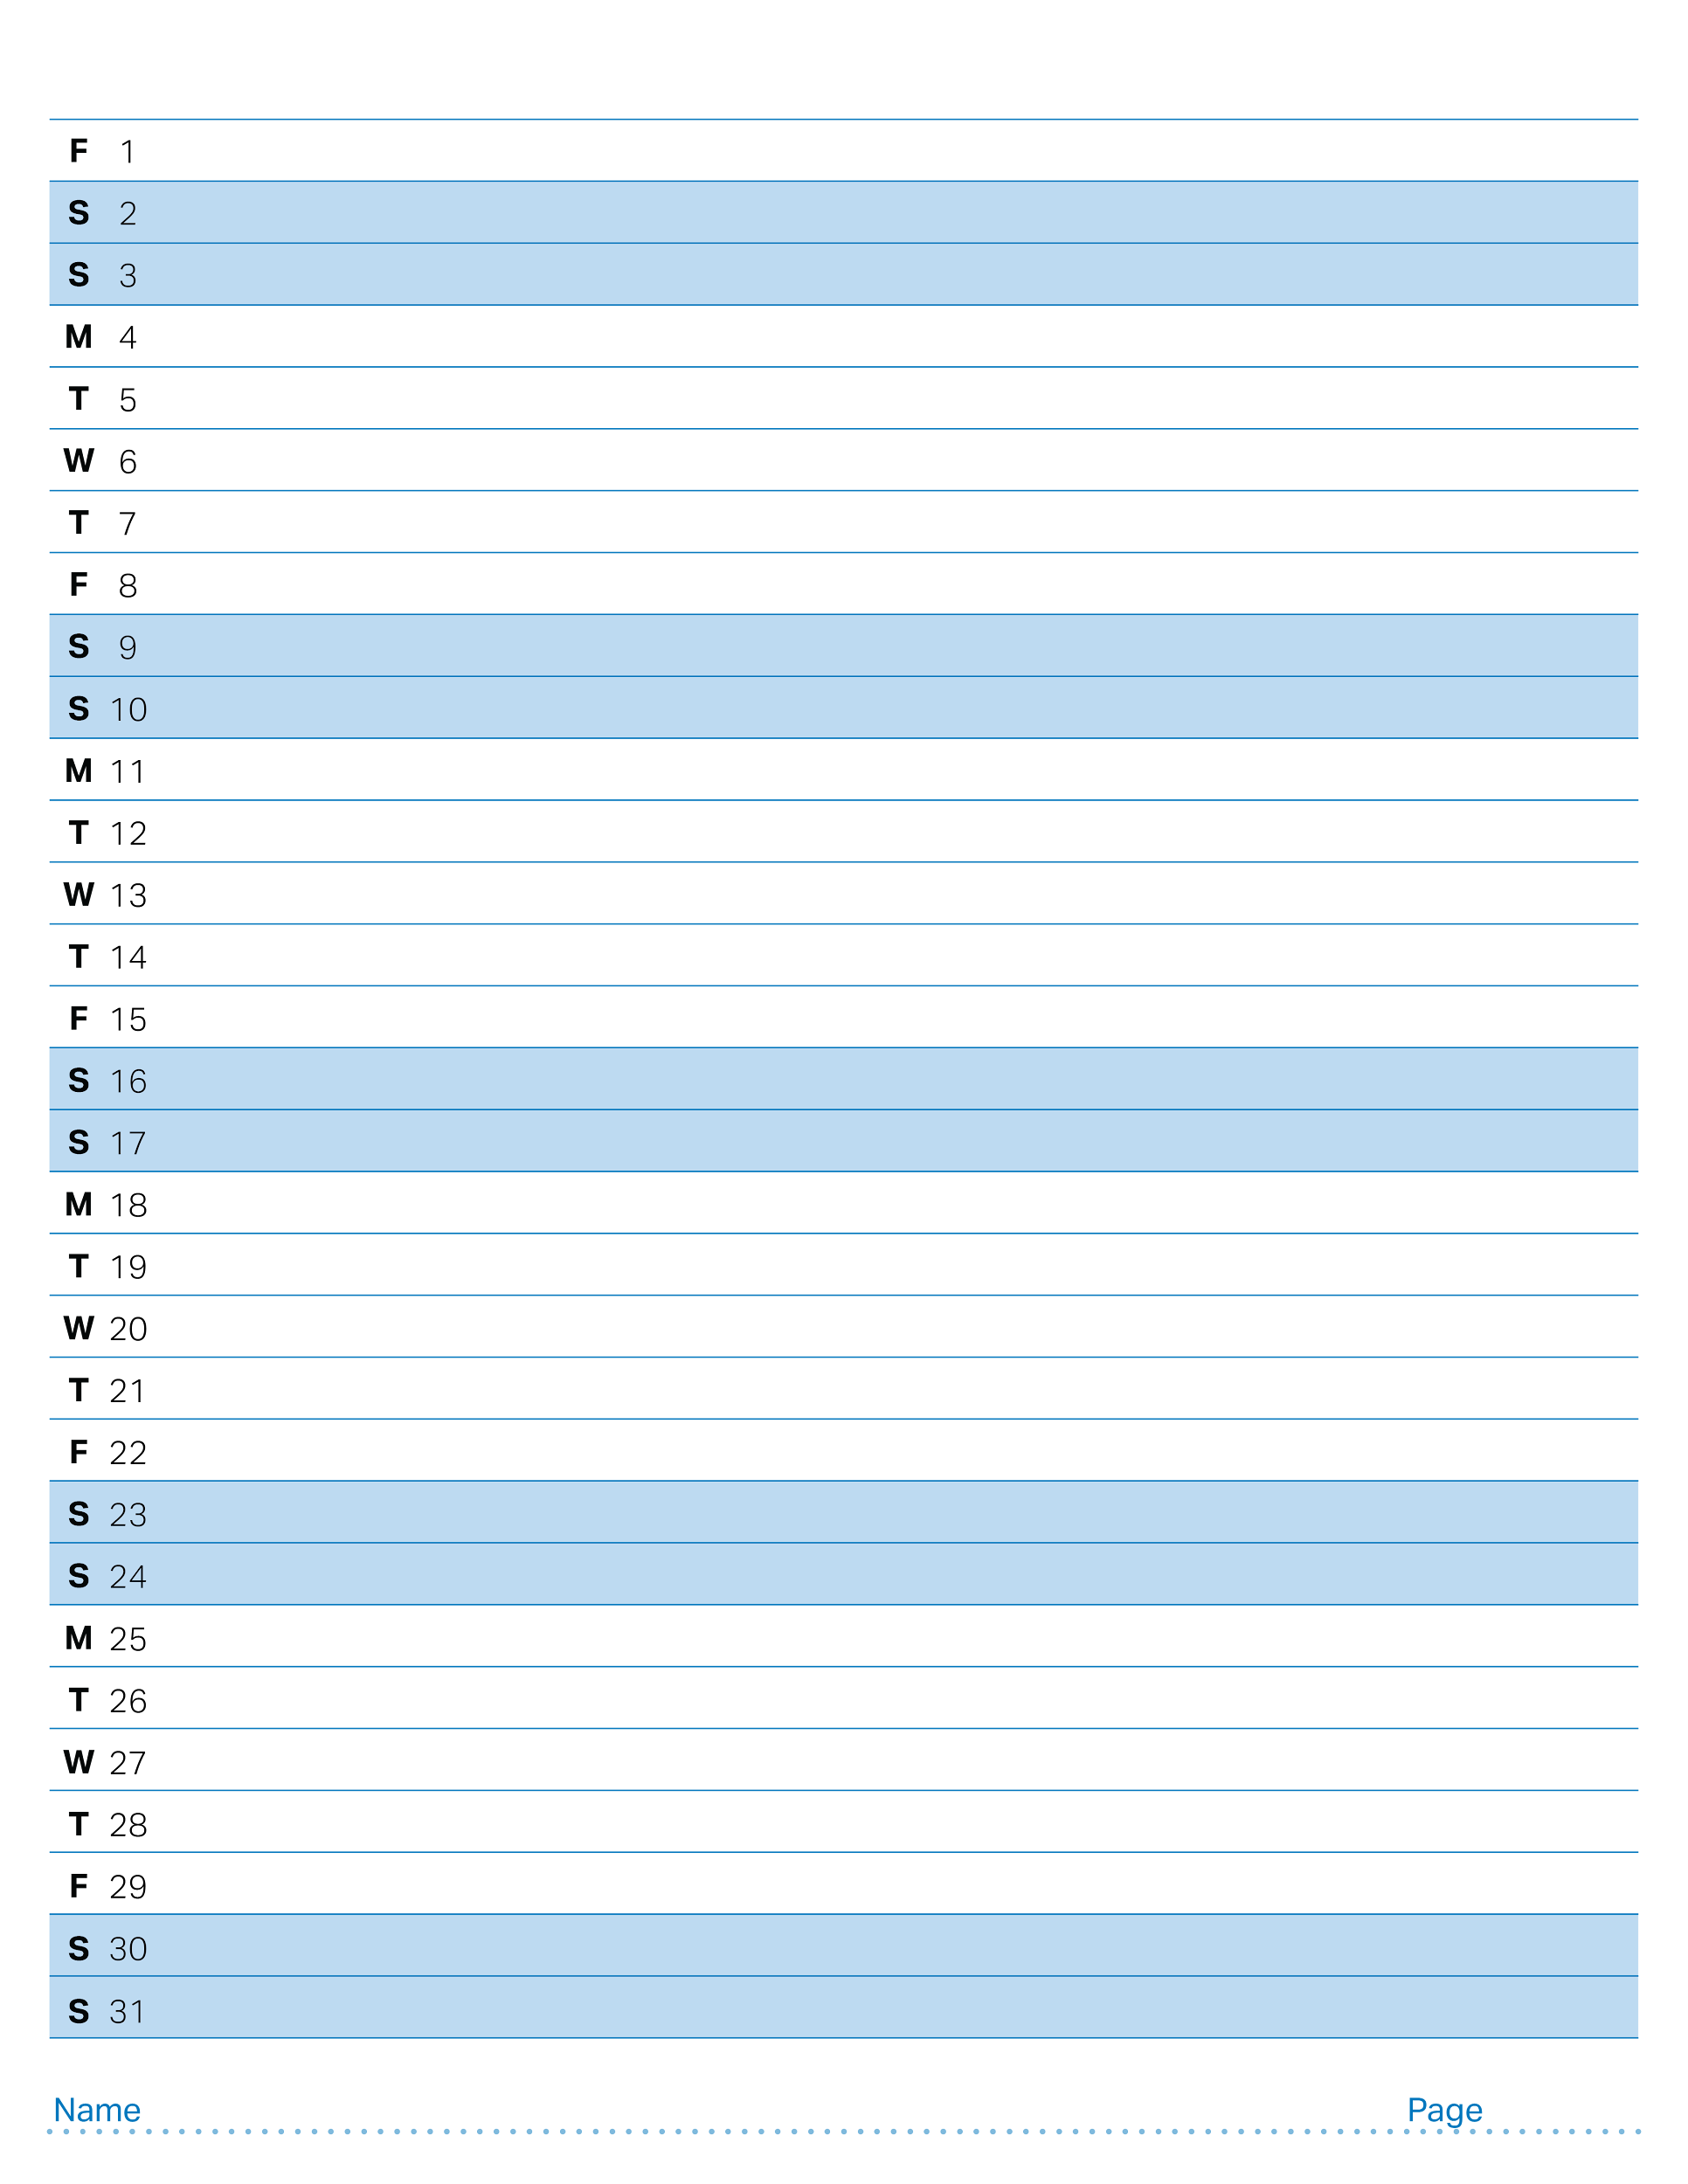 F 1
S 2
S 3
M 4
T 5
W 6
T 7
F 8
S 9
S 10
M 11
T 12
W 13
T 14
F 15
S 16
S 17
M 18
T 19
W 20
T 21
F 22
S 23
S 24
M 25
T 26
W 27
T 28
F 29
S 30
S 31
Name Page